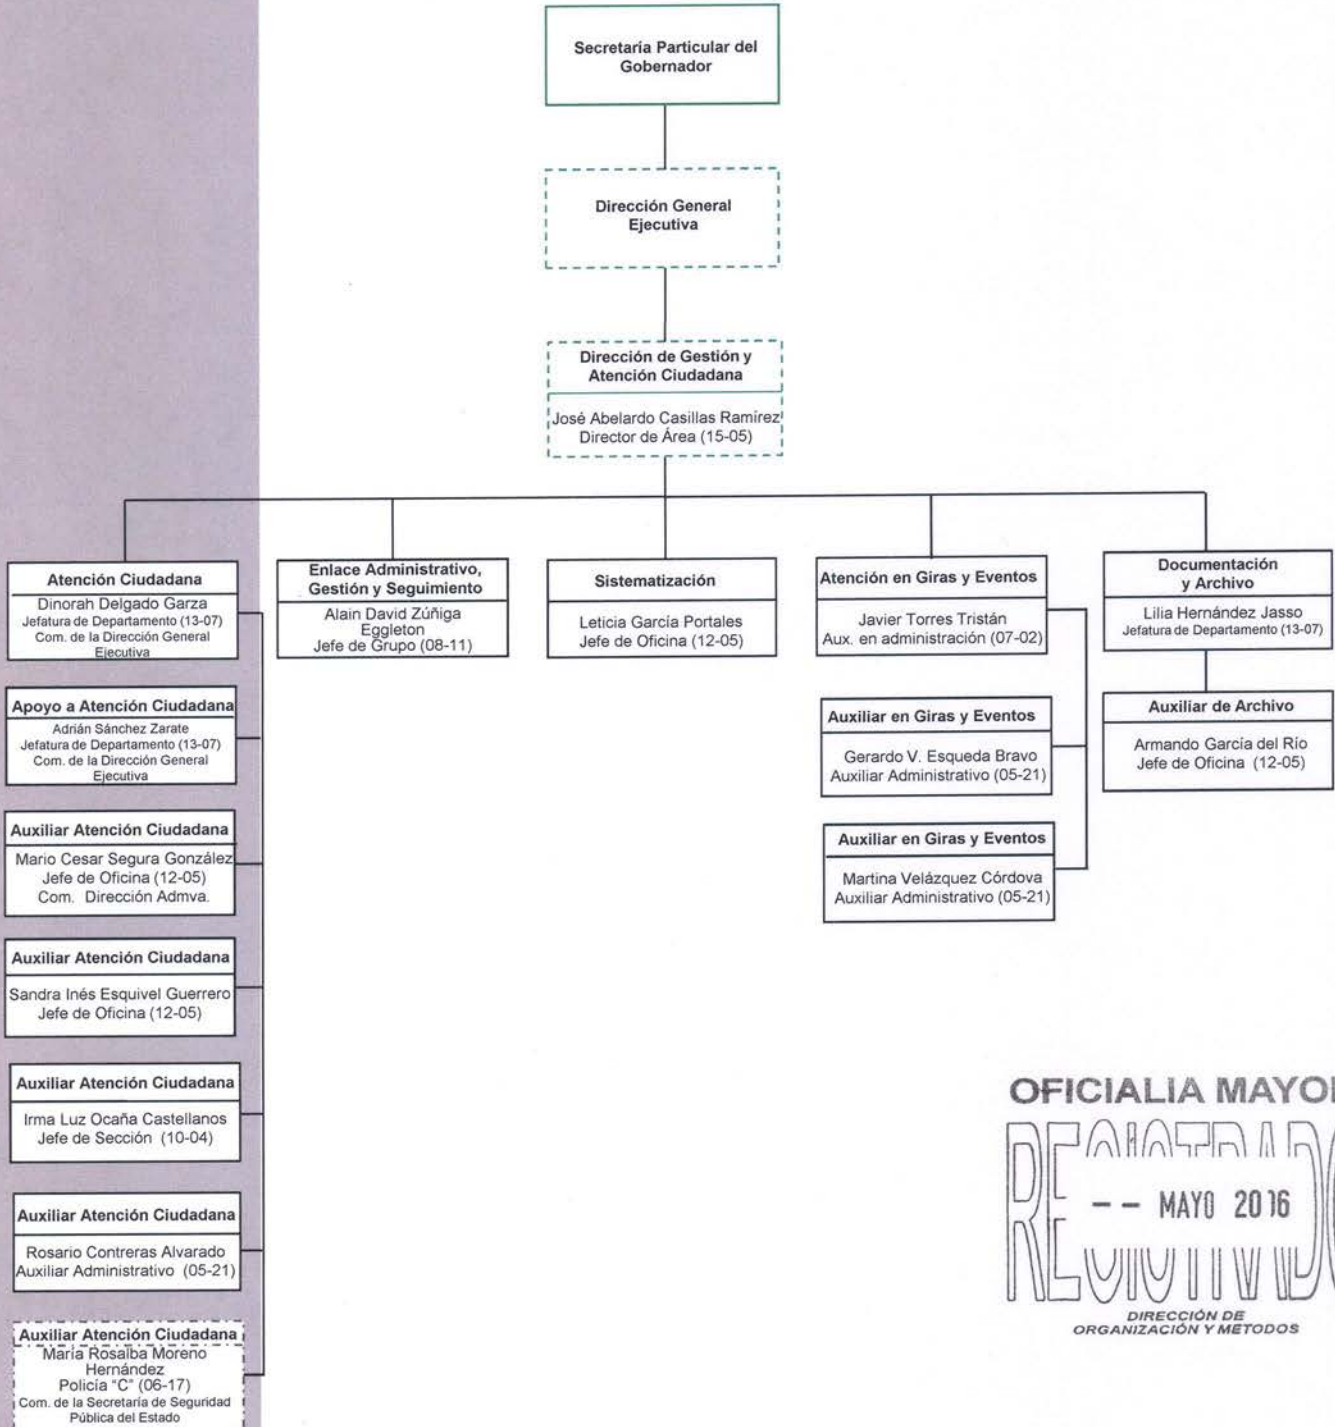 Secretaría Particular del
Gobernador
Dirección General
Ejecutiva
Dirección de Gestión y
Atención Ciudadana
José Abelardo Casillas Ramírez
Director de Área (15-05)
Atención Ciudadana
Dinorah Delgado Garza
Jefatura de Departamento (13-07)
Com. de la Dirección General
Ejecutiva
Apoyo a Atención Ciudadana
Adrián Sánchez Zarate
Jefatura de Departamento (13-07)
Com. de la Dirección General
Ejecutiva
Auxiliar Atención Ciudadana
Mario Cesar Segura González
Jefe de Oficina (12-05)
Com. Dirección Admva.
Auxiliar Atención Ciudadana
Sandra Inés Esquivel Guerrero
Jefe de Oficina (12-05)
Auxiliar Atención Ciudadana
Irma Luz Ocaña Castellanos
Jefe de Sección (10-04)
Auxiliar Atención Ciudadana
Rosario Contreras Alvarado
Auxiliar Administrativo (05-21)
Auxiliar Atención Ciudadana
María Rosalba Moreno
Hernández
Policía "C" (06-17)
Com. de la Secretaría de Seguridad
Pública del Estado
Enlace Administrativo,
Gestión y Seguimiento
Alain David Zúñiga
Eggleton
Jefe de Grupo (08-11)
Sistematización
Leticia García Portales
Jefe de Oficina (12-05)
Atención en Giras y Eventos
Javier Torres Tristán
Aux. en administración (07-02)
Auxiliar en Giras y Eventos
Gerardo V. Esqueda Bravo
Auxiliar Administrativo (05-21)
Auxiliar en Giras y Eventos
Martina Velázquez Córdova
Auxiliar Administrativo (05-21)
Documentación
y Archivo
Lilia Hernández Jasso
Jefatura de Departamento (13-07)
Auxiliar de Archivo
Armando García del Río
Jefe de Oficina (12-05)
OFICIALIA MAYOR
REGISTRADO
-- MAYO 2016
DIRECCIÓN DE
ORGANIZACIÓN Y METODOS